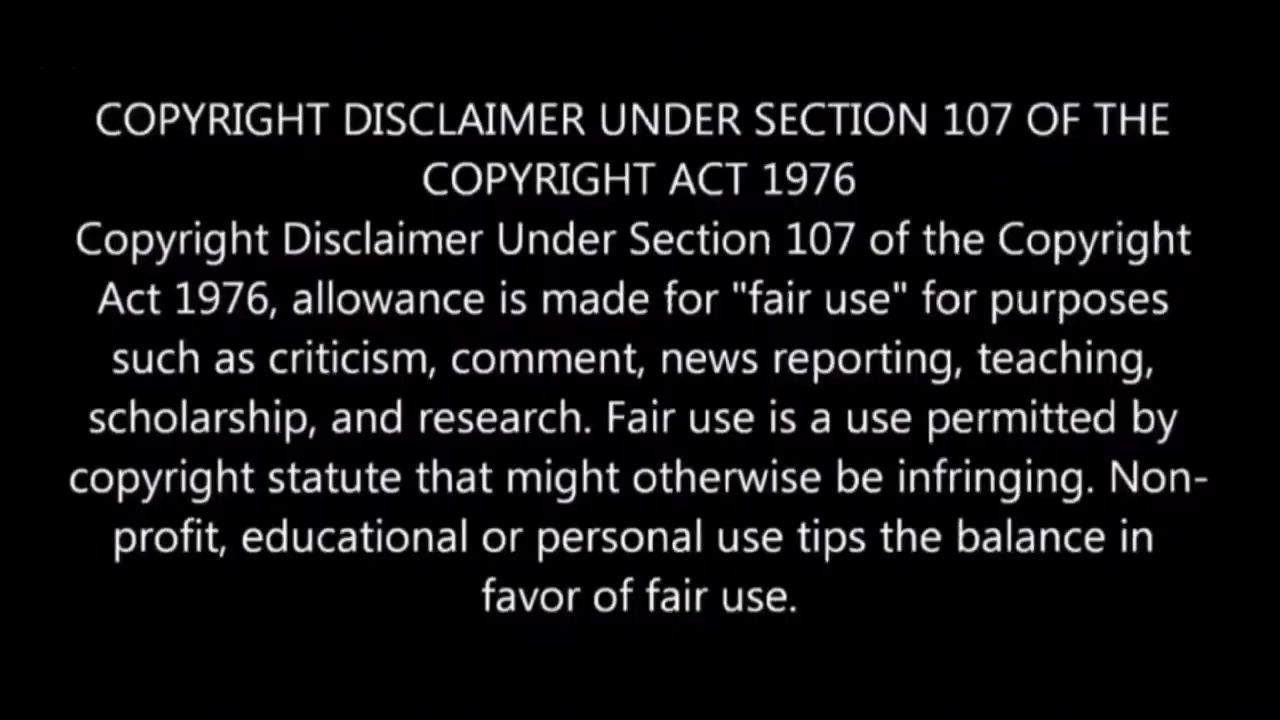 COPYRIGHT DISCLAIMER UNDER SECTION 107 OF THE
COPYRIGHT ACT 1976
Copyright Disclaimer Under Section 107 of the Copyright
Act 1976, allowance is made for "fair use" for purposes
such as criticism, comment, news reporting, teaching,
scholarship, and research. Fair use is a use permitted by
copyright statute that might otherwise be infringing. Non-
profit, educational or personal use tips the balance in
favor of fair use.